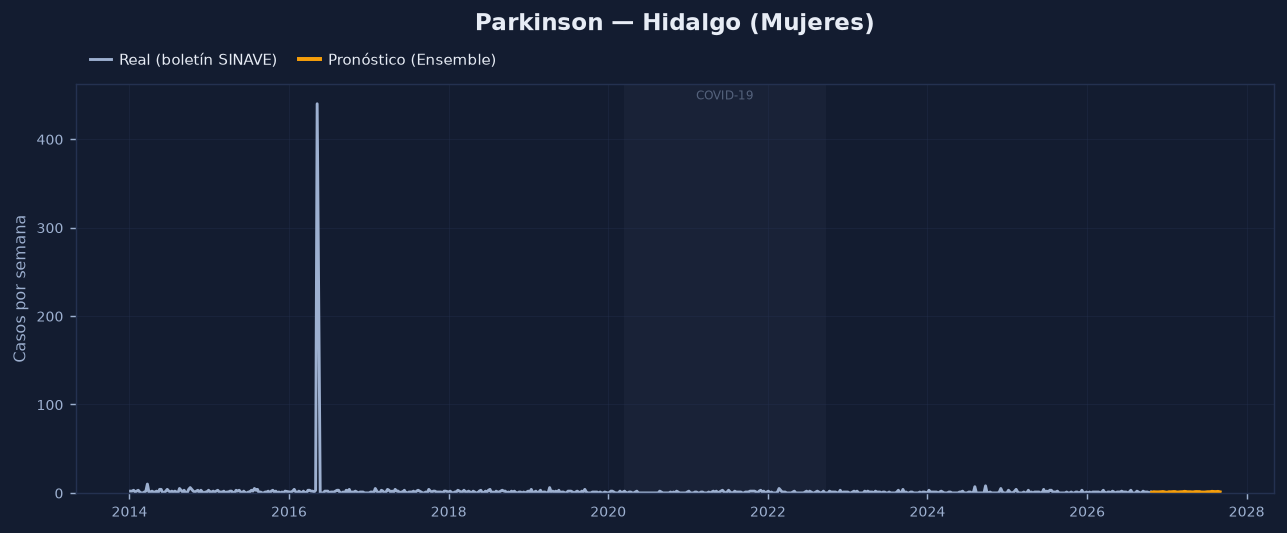 Parkinson — Hidalgo (Mujeres)
Real (boletín SINAVE)
Pronóstico (Ensemble)
COVID-19
Casos por semana
400
300
200
100
0
2014
2016
2018
2020
2022
2024
2026
2028